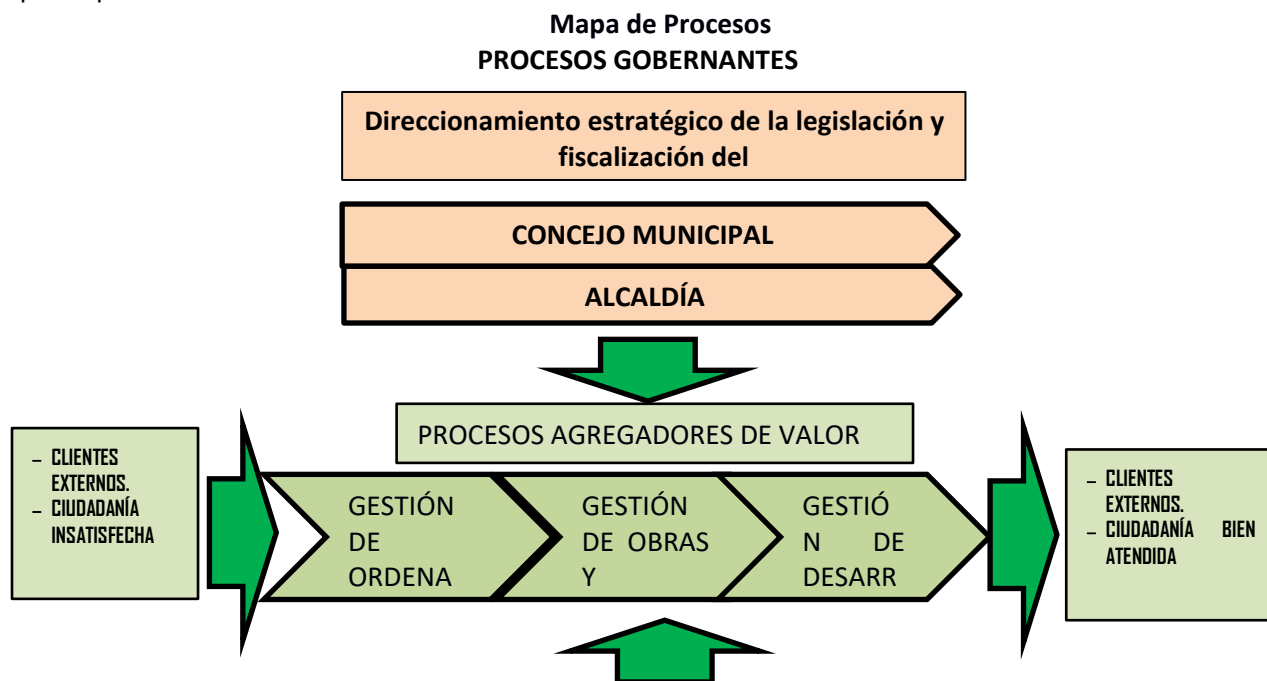 Mapa de Procesos
PROCESOS GOBERNANTES
Direccionamiento estratégico de la legislación y
fiscalización del
CONCEJO MUNICIPAL
ALCALDÍA
PROCESOS AGREGADORES DE VALOR
– CLIENTES
EXTERNOS.
– CIUDADANÍA
INSATISFECHA
GESTIÓN
DE
ORDENA
GESTIÓN
DE OBRAS
Y
GESTIÓ
N DE
DESARR
– CLIENTES
EXTERNOS.
– CIUDADANÍA BIEN
ATENDIDA